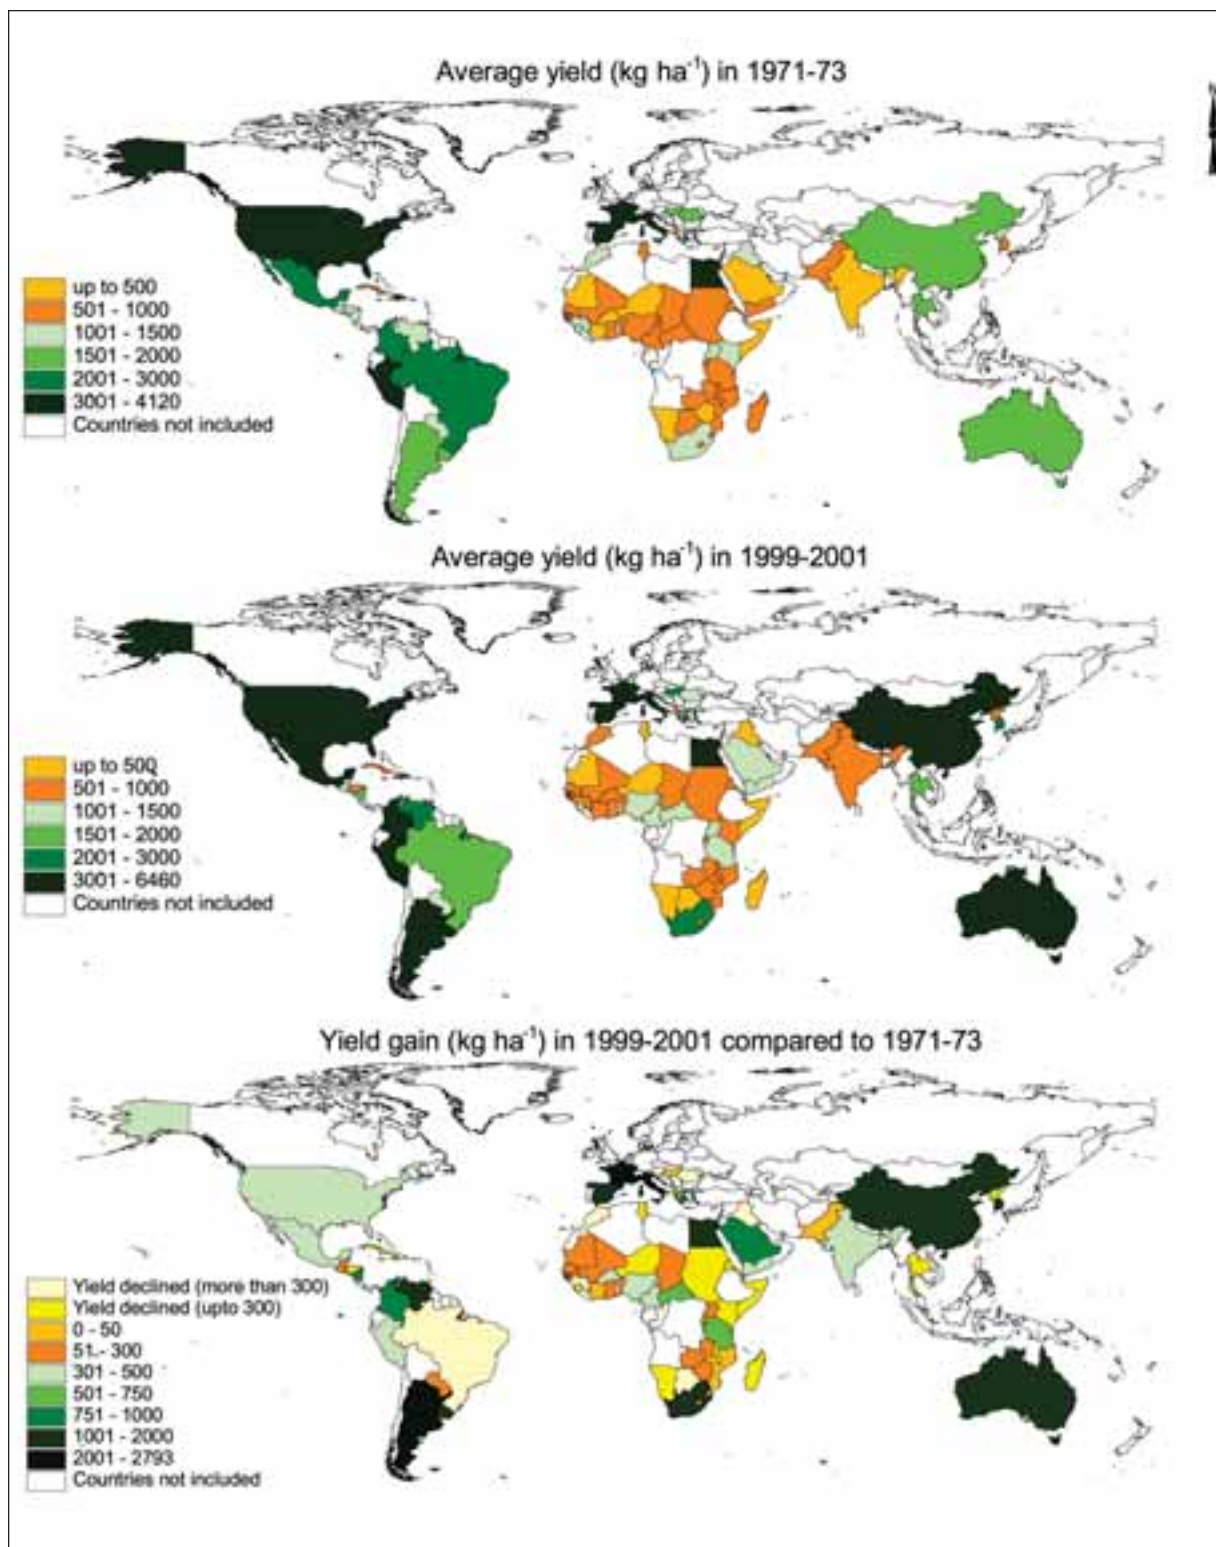 Average yield (kg ha⁻¹) in 1971-73
up to 500
501 - 1000
1001 - 1500
1501 - 2000
2001 - 3000
3001 - 4120
Countries not included
Average yield (kg ha⁻¹) in 1999-2001
up to 500
501 - 1000
1001 - 1500
1501 - 2000
2001 - 3000
3001 - 6460
Countries not included
Yield gain (kg ha⁻¹) in 1999-2001 compared to 1971-73
Yield declined (more than 300)
Yield declined (upto 300)
0 - 50
51 - 300
301 - 500
501 - 750
751 - 1000
1001 - 2000
2001 - 2793
Countries not included